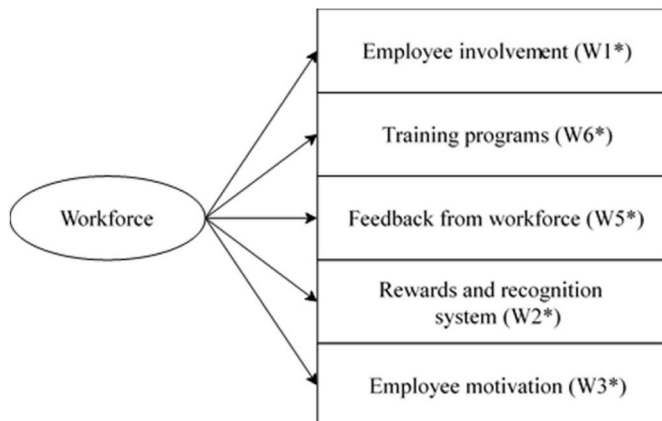 Employee involvement (W1*)
Training programs (W6*)
Workforce
Feedback from workforce (W5*)
Rewards and recognition
system (W2*)
Employee motivation (W3*)